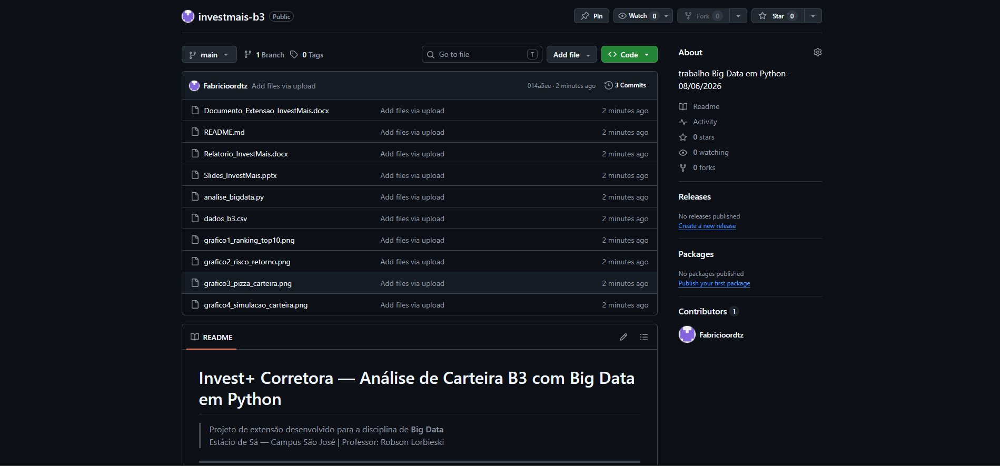 investmais-b3 Public Pin Watch 0 Fork 0 Star 0
main 1 Branch 0 Tags Go to file T Add file Code
Fabricioordtz Add files via upload 014a5ee · 2 minutes ago 3 Commits
Documento_Extensao_InvestMais.docx Add files via upload 2 minutes ago
README.md Add files via upload 2 minutes ago
Relatorio_InvestMais.docx Add files via upload 2 minutes ago
Slides_InvestMais.pptx Add files via upload 2 minutes ago
analise_bigdata.py Add files via upload 2 minutes ago
dados_b3.csv Add files via upload 2 minutes ago
grafico1_ranking_top10.png Add files via upload 2 minutes ago
grafico2_risco_retorno.png Add files via upload 2 minutes ago
grafico3_pizza_carteira.png Add files via upload 2 minutes ago
grafico4_simulacao_carteira.png Add files via upload 2 minutes ago
README
Invest+ Corretora — Análise de Carteira B3 com Big Data
em Python
Projeto de extensão desenvolvido para a disciplina de Big Data
Estácio de Sá — Campus São José | Professor: Robson Lorbieski
About
trabalho Big Data em Python -
08/06/2026
Readme
Activity
0 stars
0 watching
0 forks
Releases
No releases published
Create a new release
Packages
No packages published
Publish your first package
Contributors 1
Fabricioordtz